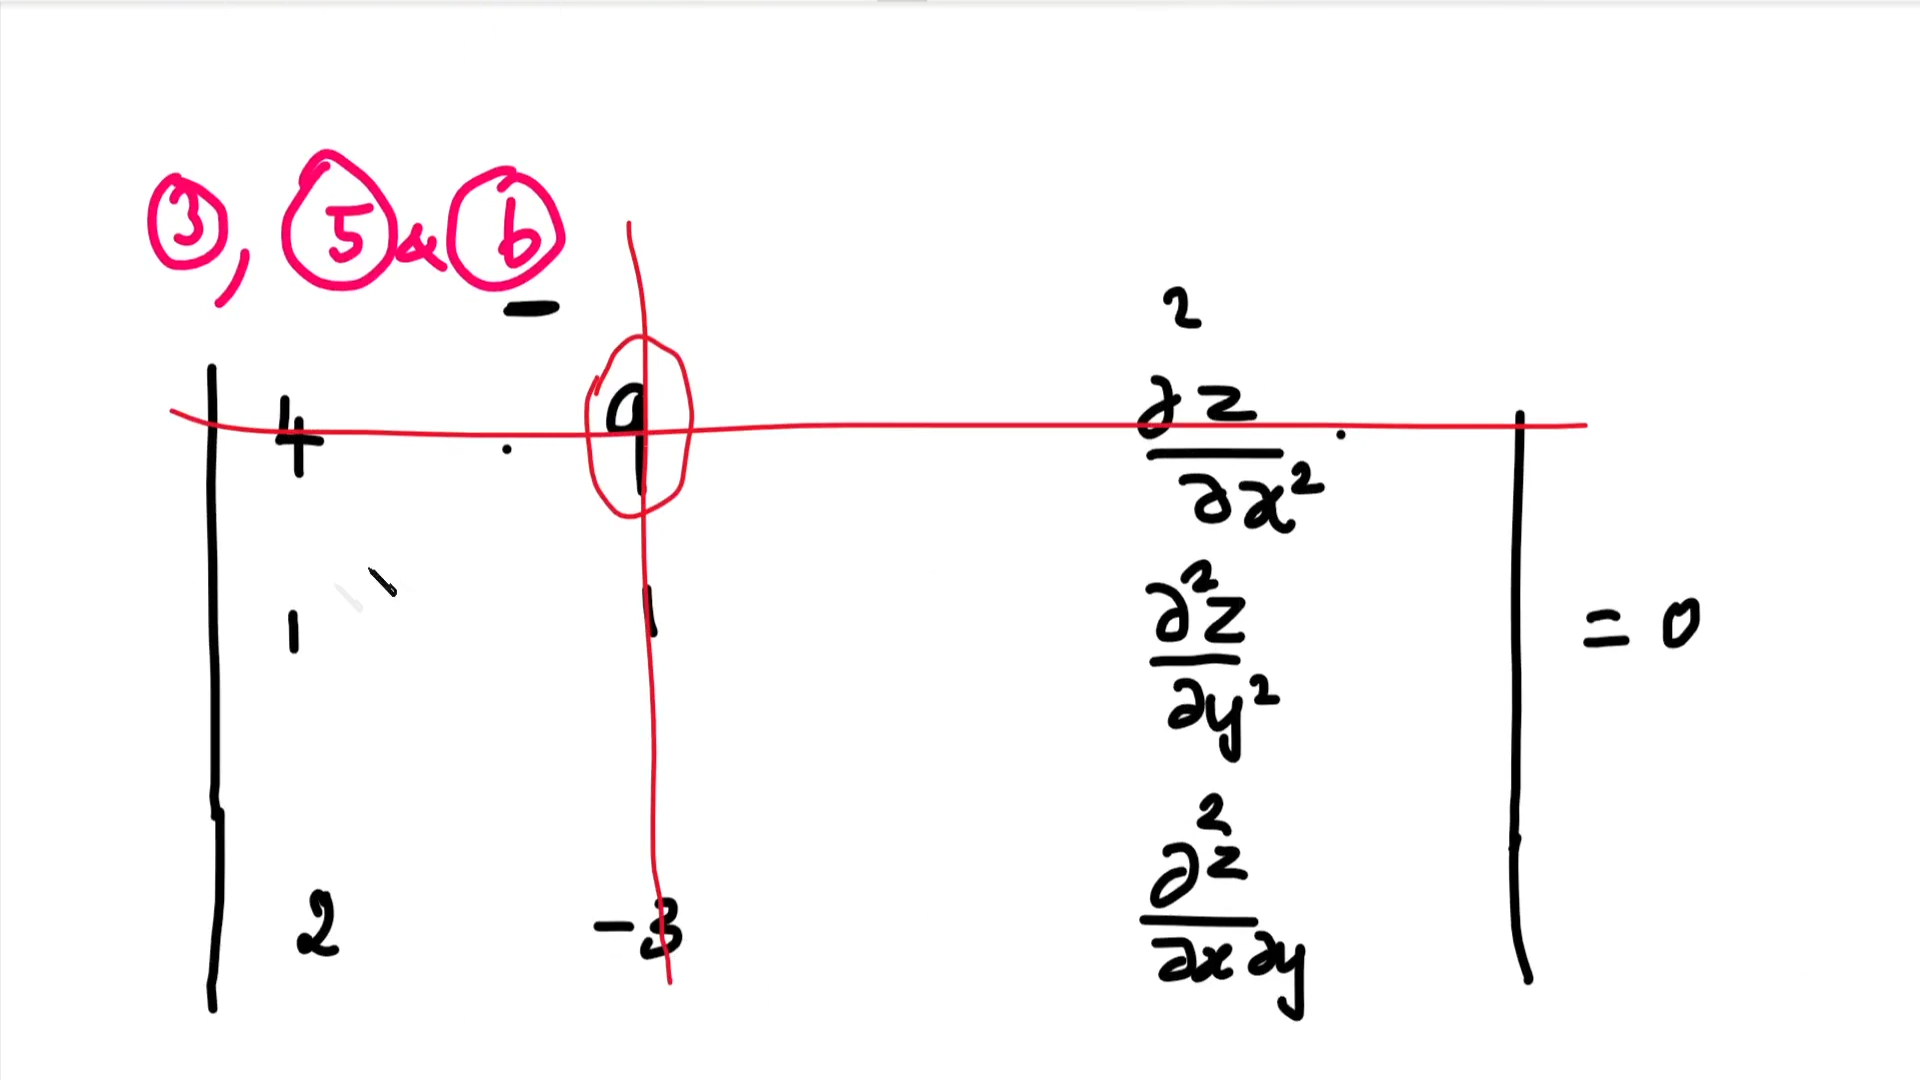 ③, ⑤ & ⑥
| 4 9 ∂²z/∂x² |
| 1 1 ∂²z/∂y² | = 0
| 2 -3 ∂²z/∂x∂y |